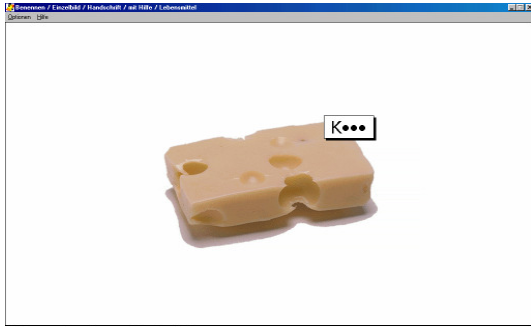 Benennen / Einzelbild / Handschrift / mit Hilfe / Lebensmittel
Optionen Hilfe
K•••